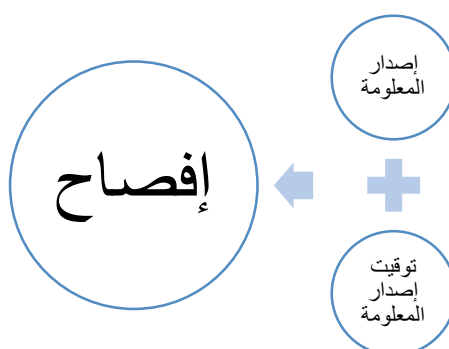 إصدار
المعلومة
إفصاح
توقيت
إصدار
المعلومة